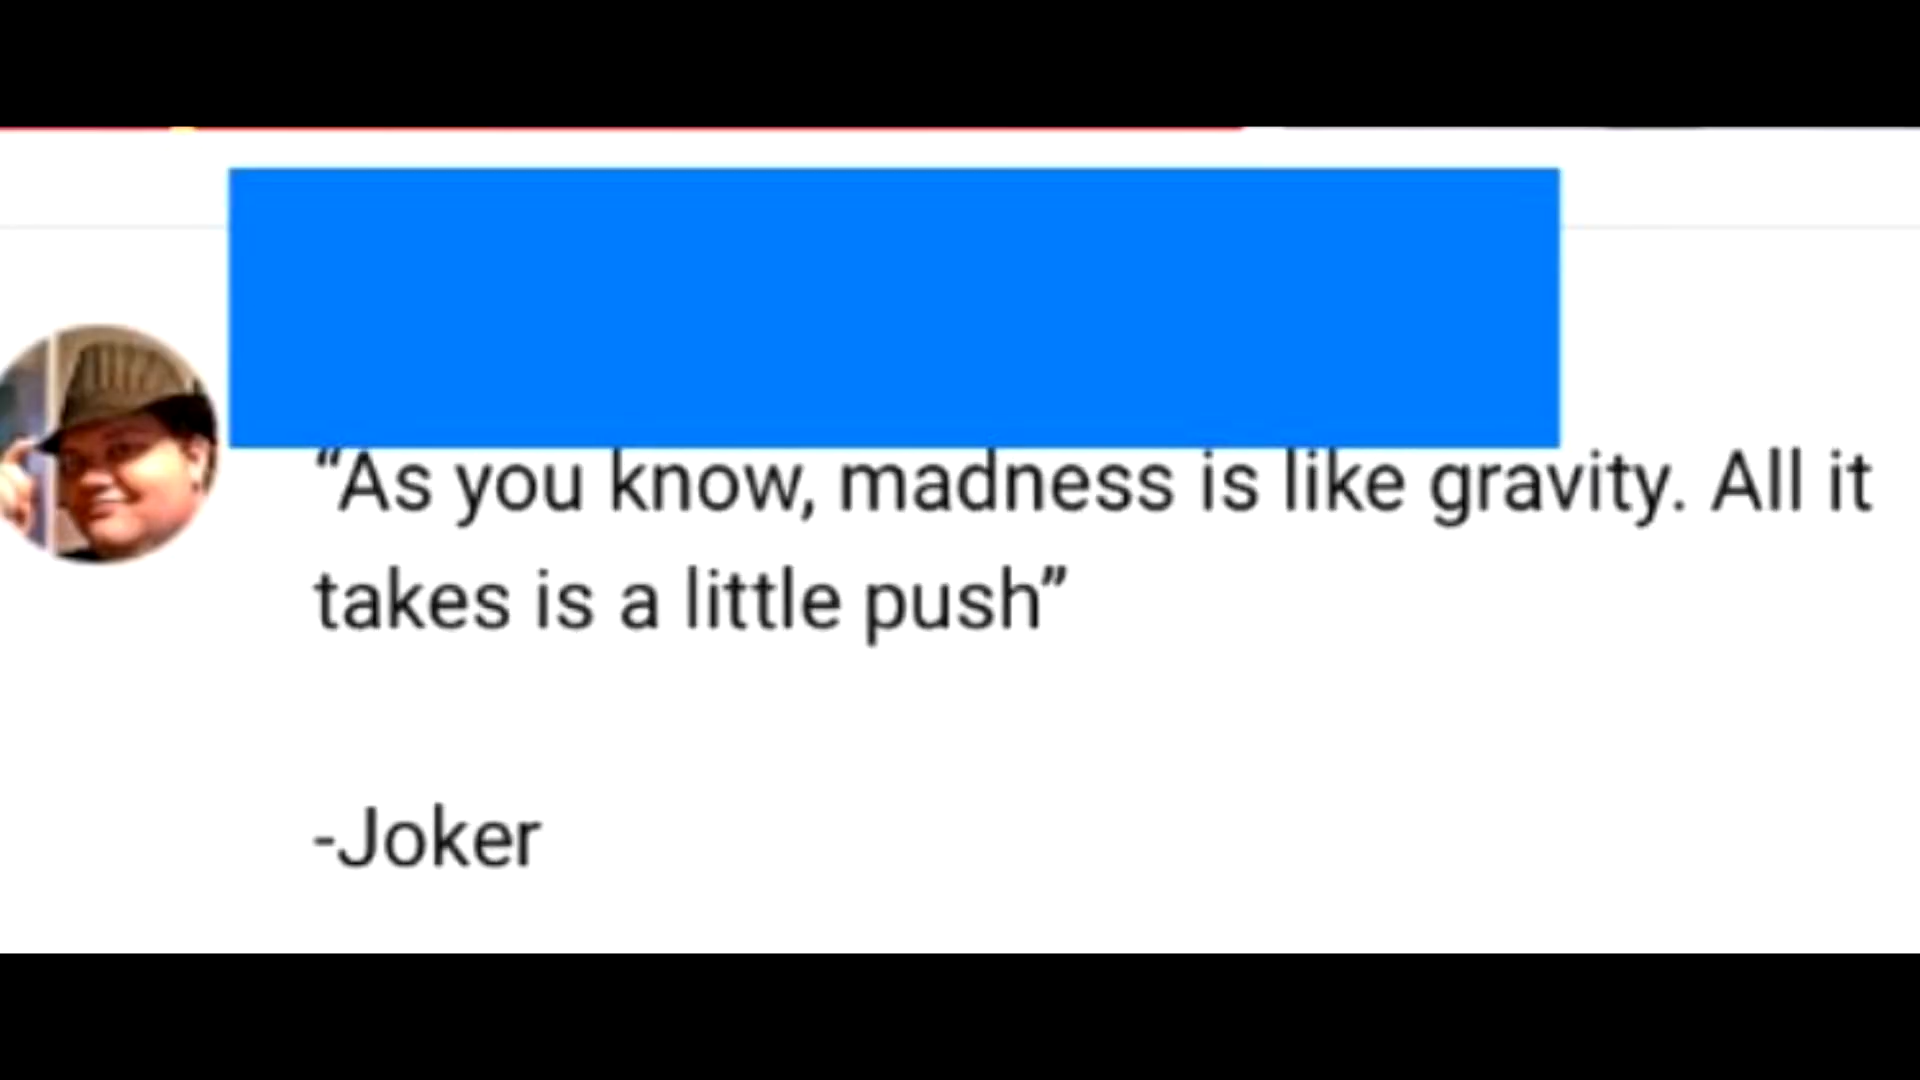 “As you know, madness is like gravity. All it
takes is a little push”
-Joker